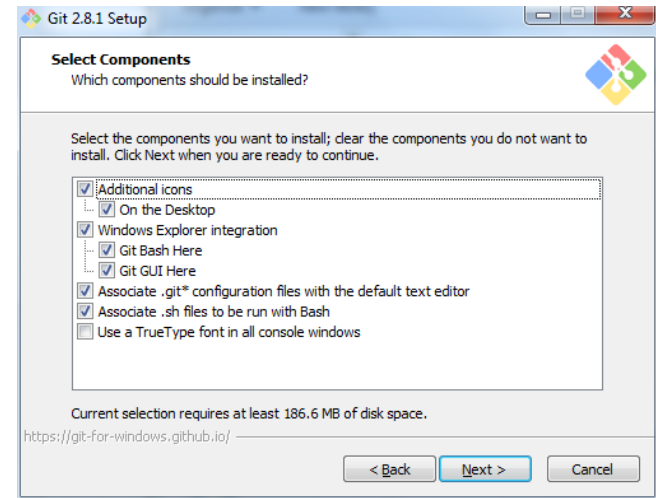 Git 2.8.1 Setup
Select Components
Which components should be installed?
Select the components you want to install; clear the components you do not want to
install. Click Next when you are ready to continue.
Additional icons
On the Desktop
Windows Explorer integration
Git Bash Here
Git GUI Here
Associate .git* configuration files with the default text editor
Associate .sh files to be run with Bash
Use a TrueType font in all console windows
Current selection requires at least 186.6 MB of disk space.
https://git-for-windows.github.io/
< Back Next > Cancel